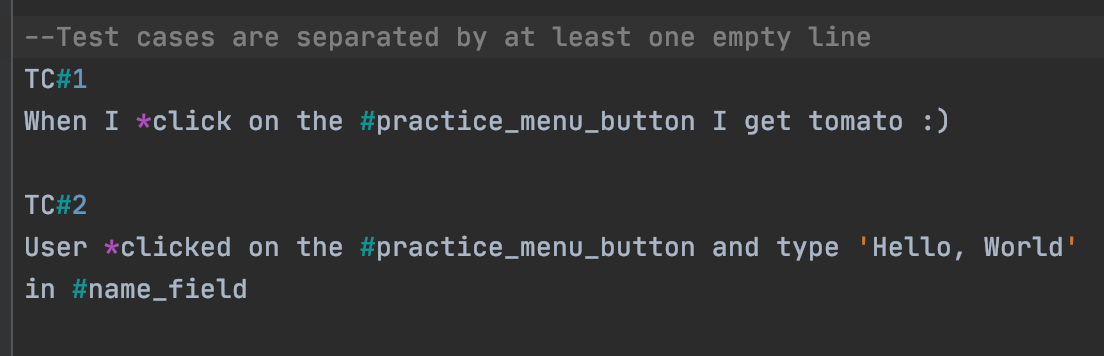 --Test cases are separated by at least one empty line
TC#1
When I *click on the #practice_menu_button I get tomato :)
TC#2
User *clicked on the #practice_menu_button and type 'Hello, World'
in #name_field